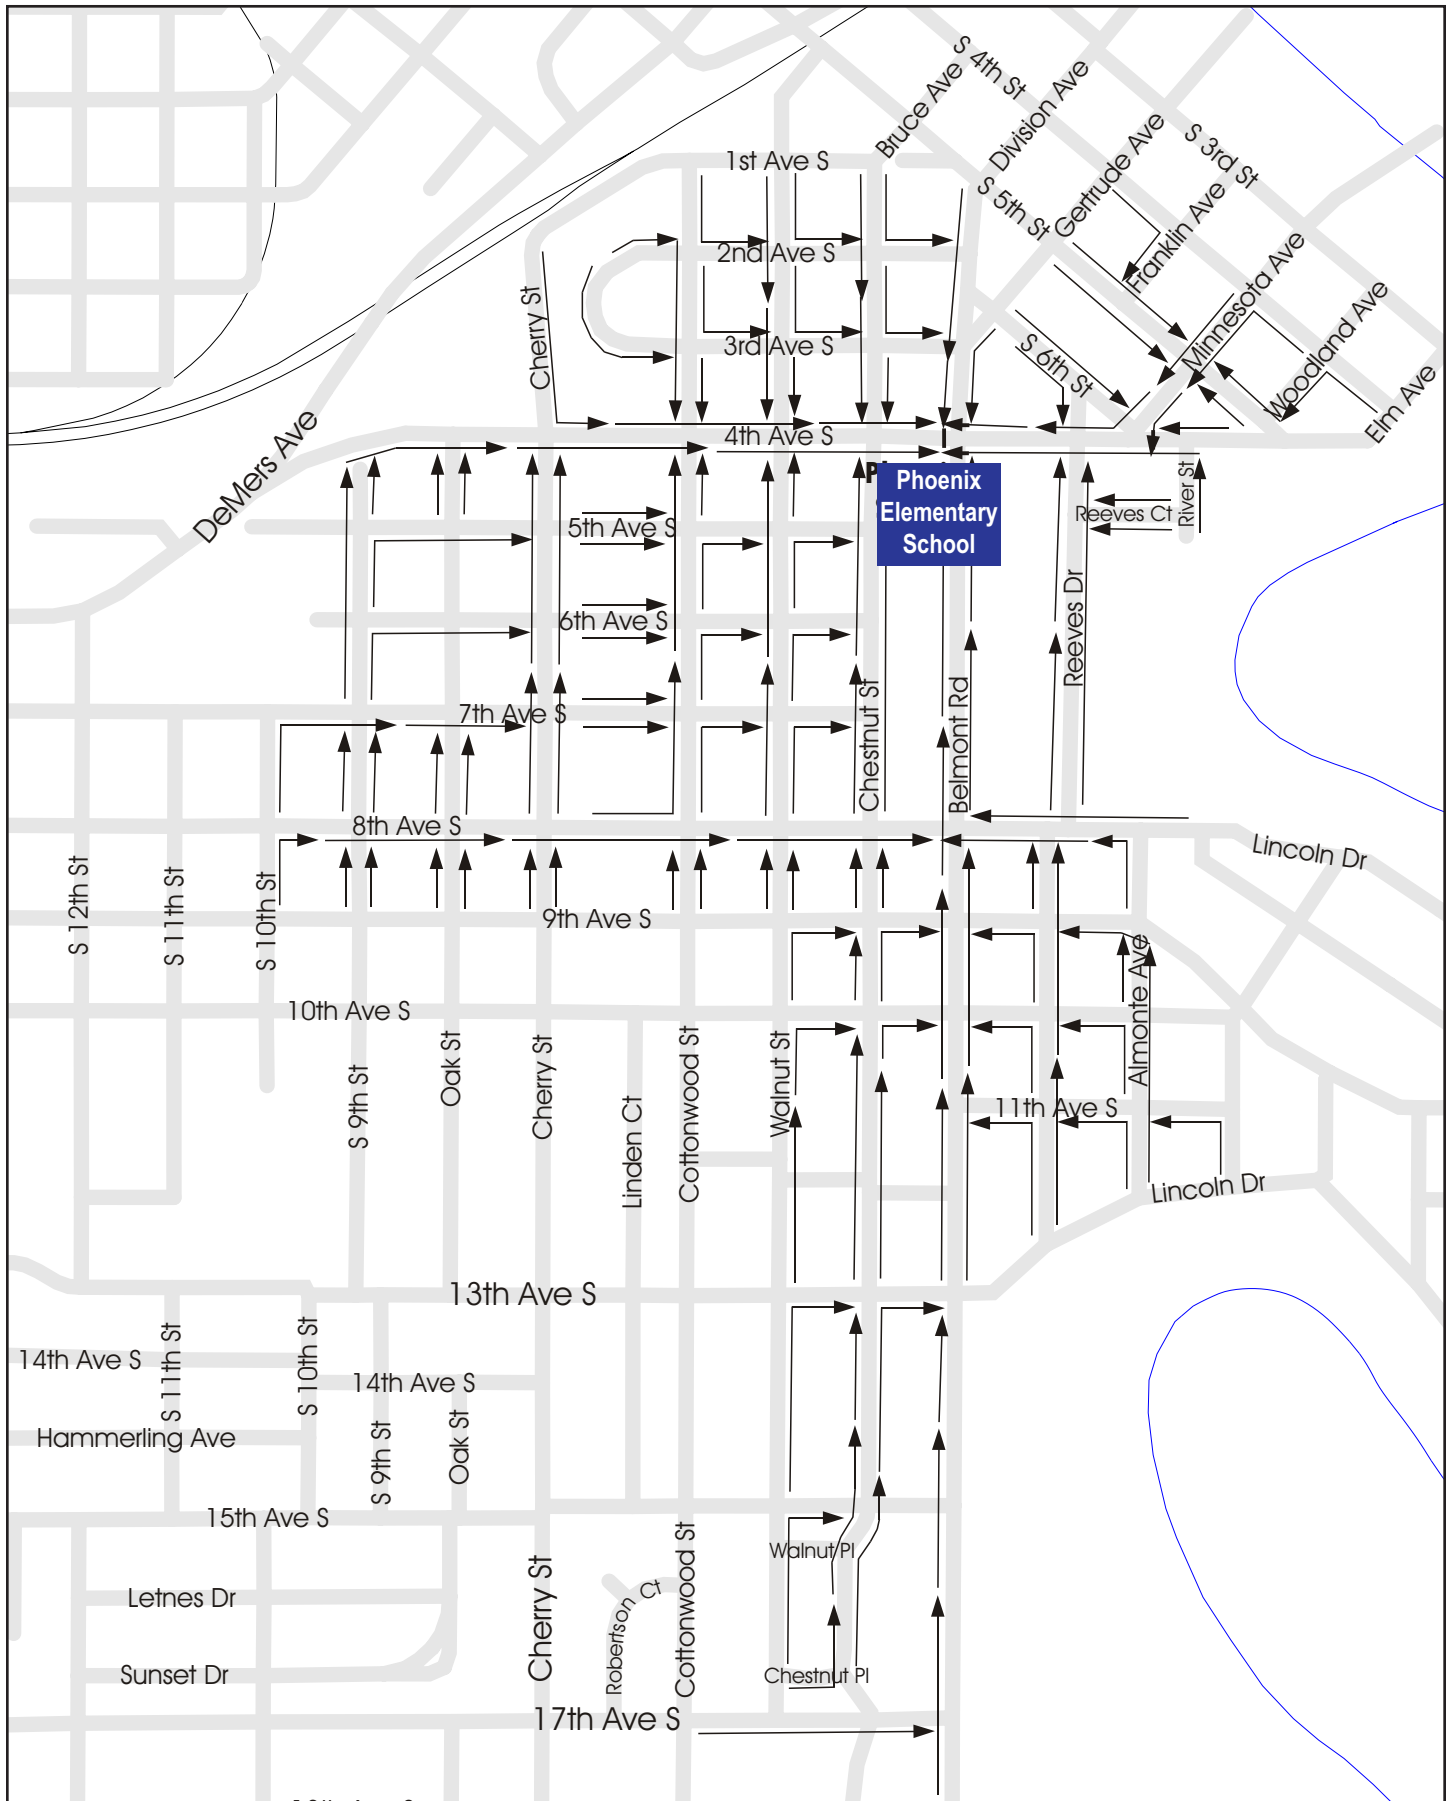 S 4th St
Bruce Ave
Division Ave
S 3rd St
Gertrude Ave
1st Ave S
S 5th St
Franklin Ave
2nd Ave S
Minnesota Ave
Cherry St
Woodland Ave
3rd Ave S
S 6th St
Elm Ave
4th Ave S
DeMers Ave
Phoenix
Elementary
School
River St
Reeves Ct
5th Ave S
6th Ave S
Reeves Dr
7th Ave S
Chestnut St
Belmont Rd
8th Ave S
Lincoln Dr
S 12th St
S 11th St
S 10th St
9th Ave S
Almonte Ave
10th Ave S
S 9th St
Oak St
Cherry St
Linden Ct
Cottonwood St
Walnut St
11th Ave S
Lincoln Dr
13th Ave S
14th Ave S
S 11th St
S 10th St
14th Ave S
Hammerling Ave
S 9th St
Oak St
15th Ave S
Walnut Pl
Letnes Dr
Cherry St
Robertson Ct
Cottonwood St
Sunset Dr
Chestnut Pl
17th Ave S